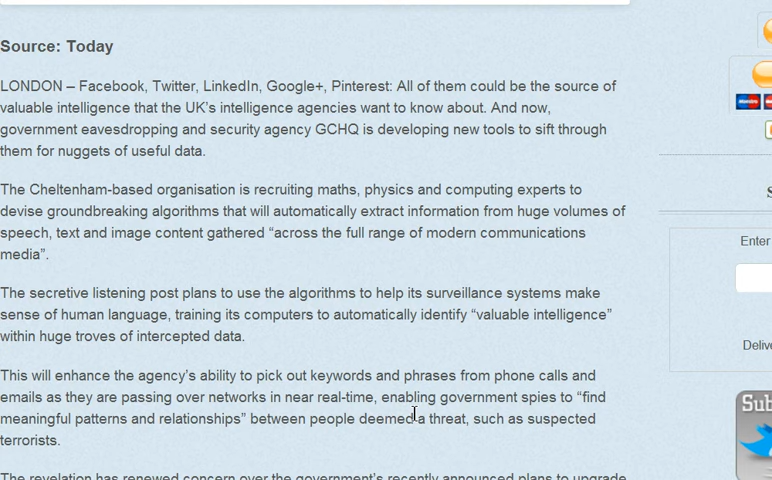 Source: Today
LONDON – Facebook, Twitter, LinkedIn, Google+, Pinterest: All of them could be the source of
valuable intelligence that the UK’s intelligence agencies want to know about. And now,
government eavesdropping and security agency GCHQ is developing new tools to sift through
them for nuggets of useful data.
The Cheltenham-based organisation is recruiting maths, physics and computing experts to
devise groundbreaking algorithms that will automatically extract information from huge volumes of
speech, text and image content gathered “across the full range of modern communications
media”.
The secretive listening post plans to use the algorithms to help its surveillance systems make
sense of human language, training its computers to automatically identify “valuable intelligence”
within huge troves of intercepted data.
This will enhance the agency’s ability to pick out keywords and phrases from phone calls and
emails as they are passing over networks in near real-time, enabling government spies to “find
meaningful patterns and relationships” between people deemed a threat, such as suspected
terrorists.
The revelation has renewed concern over the government’s recently announced plans to upgrade
Enter
Sub